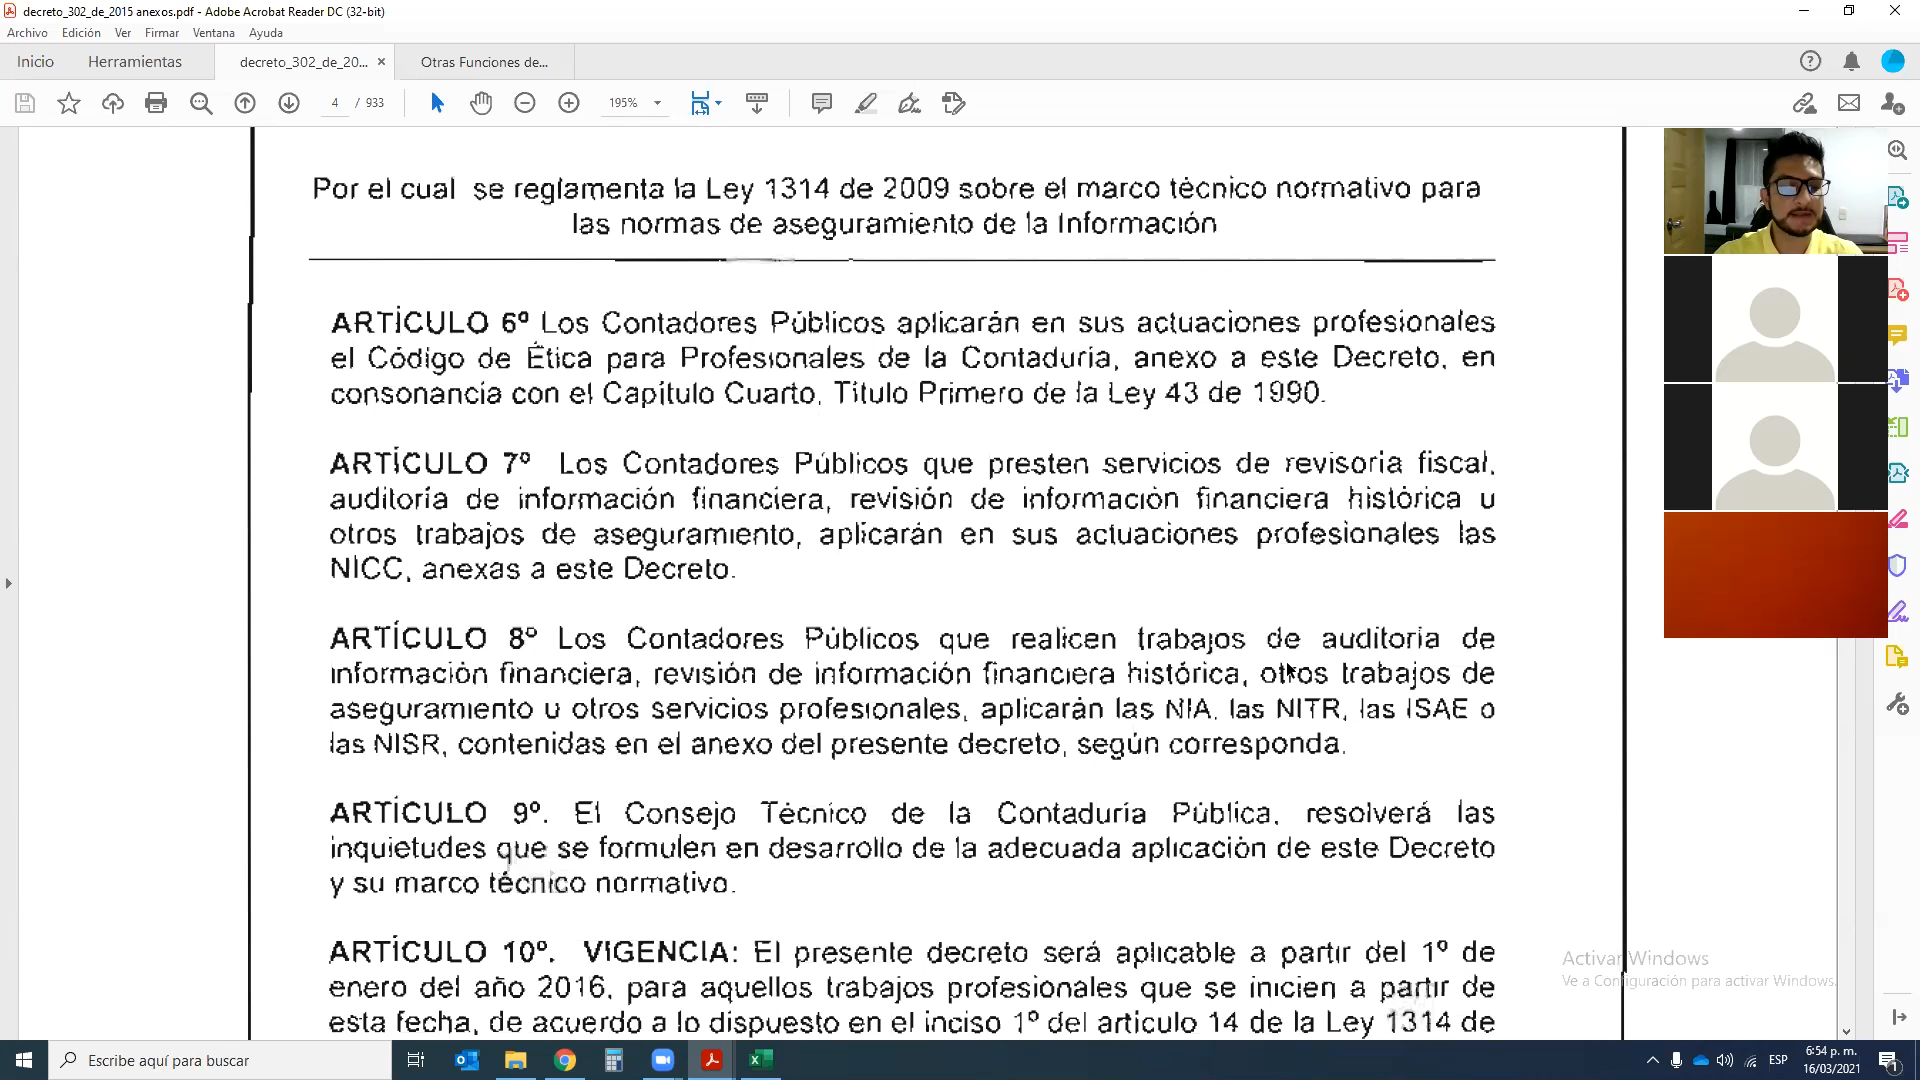 decreto_302_de_2015 anexos.pdf - Adobe Acrobat Reader DC (32-bit)
Archivo Edición Ver Firmar Ventana Ayuda
Inicio Herramientas decreto_302_de_20... × Otras Funciones de...
4 / 933 195%
Por el cual se reglamenta la Ley 1314 de 2009 sobre el marco técnico normativo para
las normas de aseguramiento de la Información
ARTÍCULO 6º Los Contadores Públicos aplicarán en sus actuaciones profesionales
el Código de Ética para Profesionales de la Contaduría, anexo a este Decreto, en
consonancia con el Capítulo Cuarto, Título Primero de la Ley 43 de 1990.
ARTÍCULO 7º Los Contadores Públicos que presten servicios de revisoria fiscal,
auditoría de información financiera, revisión de información financiera histórica u
otros trabajos de aseguramiento, aplicarán en sus actuaciones profesionales las
NICC, anexas a este Decreto.
ARTÍCULO 8º Los Contadores Públicos que realicen trabajos de auditoria de
información financiera, revisión de información financiera histórica, otros trabajos de
aseguramiento u otros servicios profesionales, aplicarán las NIA, las NITR, las ISAE o
las NISR, contenidas en el anexo del presente decreto, según corresponda.
ARTÍCULO 9º. El Consejo Técnico de la Contaduría Pública, resolverá las
inquietudes que se formulen en desarrollo de la adecuada aplicación de este Decreto
y su marco técnico normativo.
ARTÍCULO 10º. VIGENCIA: El presente decreto será aplicable a partir del 1º de
enero del año 2016, para aquellos trabajos profesionales que se inicien a partir de
esta fecha, de acuerdo a lo dispuesto en el inciso 1º del articulo 14 de la Ley 1314 de
Activar Windows
Ve a Configuración para activar Windows.
Escribe aquí para buscar
ESP
6:54 p. m.
16/03/2021
1